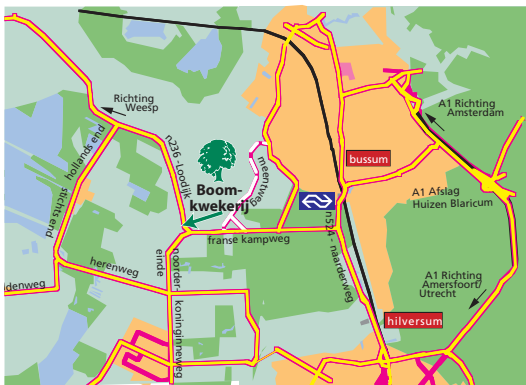 Richting
Weesp
A1 Richting
Amsterdam
hollands end
n236 -Loodijk
meentweg
bussum
Boom-
kwekerij
stichts end
A1 Afslag
Huizen Blaricum
franse kampweg
n524 - naarderweg
herenweg
noorder-
einde
idenweg
A1 Richting
Amersfoort/
Utrecht
koninginneweg
hilversum